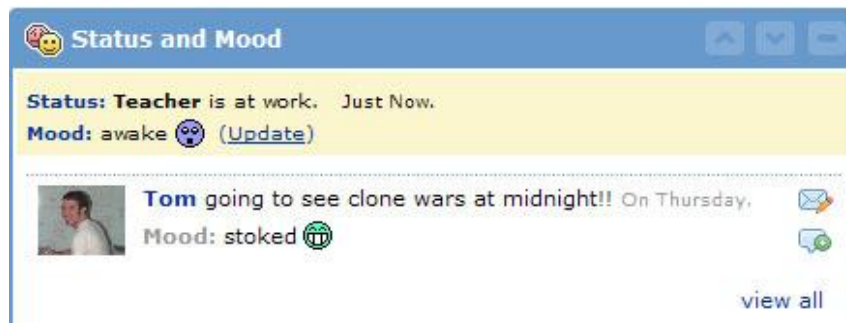 Status and Mood
Status: Teacher is at work. Just Now.
Mood: awake (Update)
Tom going to see clone wars at midnight!! On Thursday.
Mood: stoked
view all